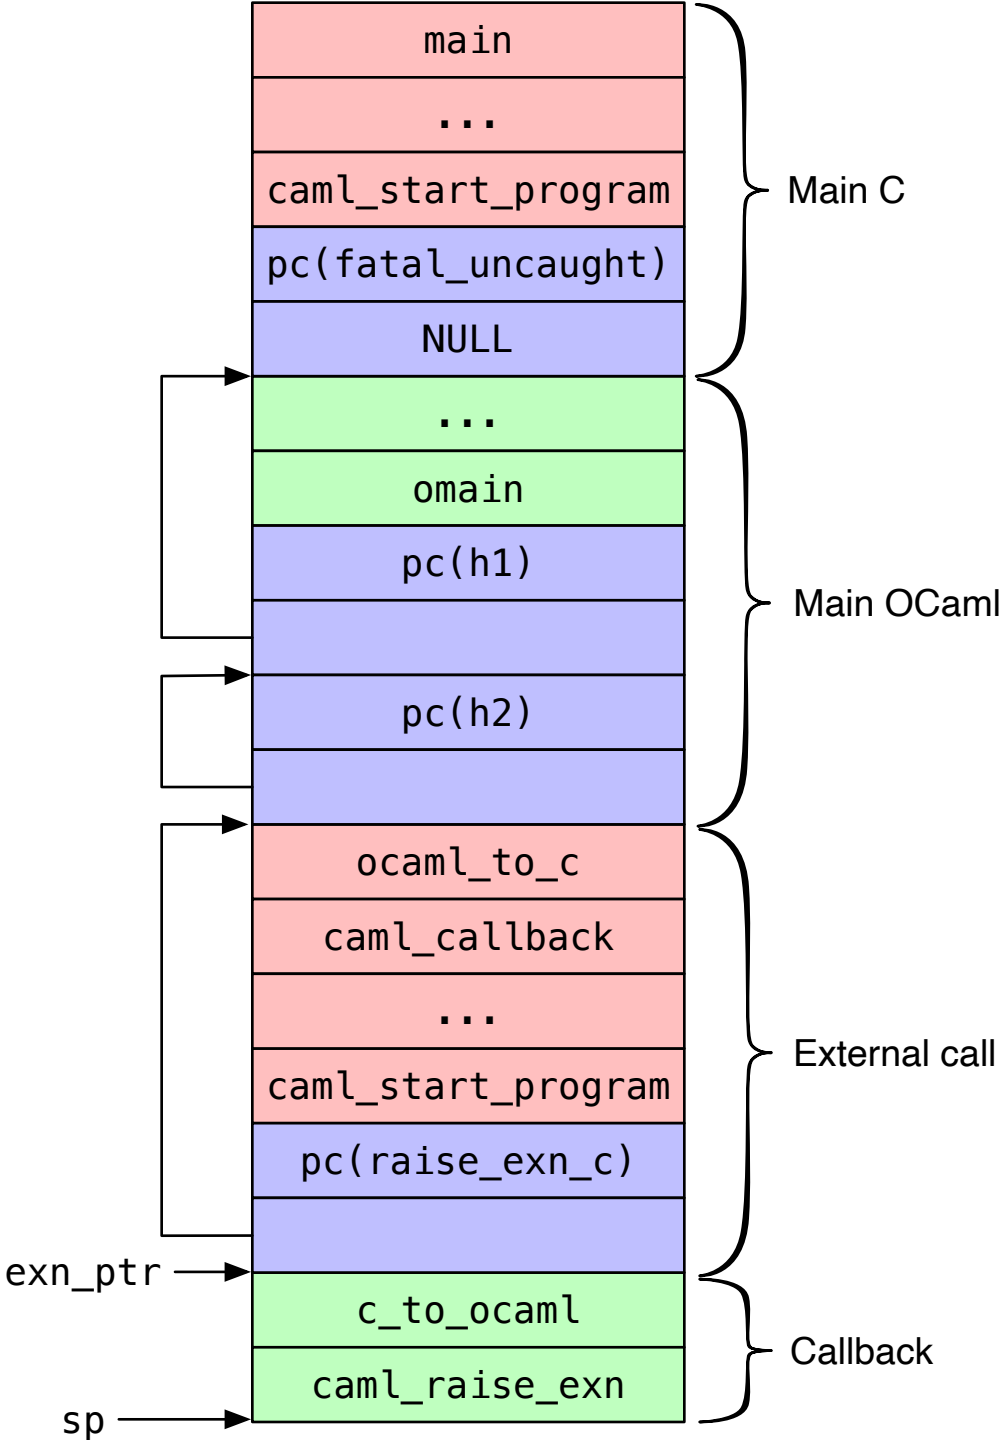 main
...
caml_start_program
Main C
pc(fatal_uncaught)
NULL
...
omain
pc(h1)
Main OCaml
pc(h2)
ocaml_to_c
caml_callback
...
External call
caml_start_program
pc(raise_exn_c)
exn_ptr
c_to_ocaml
Callback
caml_raise_exn
sp